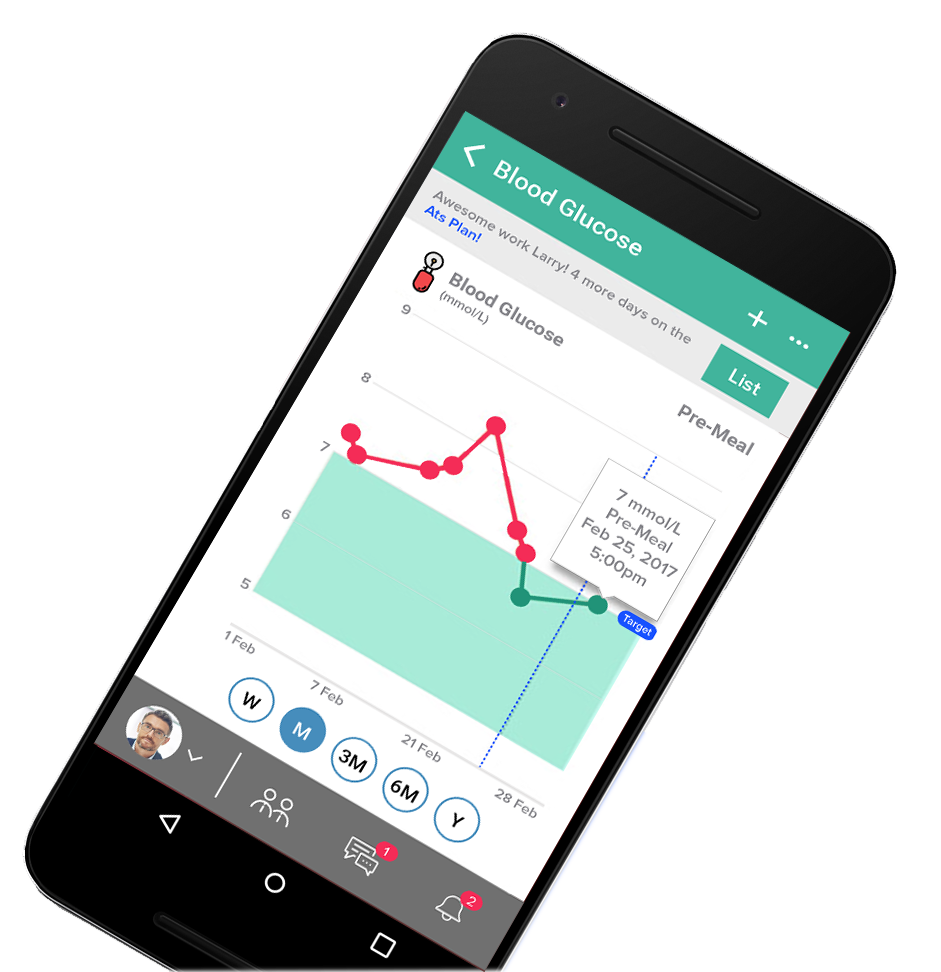 Blood Glucose
Awesome work Larry! 4 more days on the
Ats Plan!
List
Blood Glucose
(mmol/L)
Pre-Meal
9
8
7
6
5
7 mmol/L
Pre-Meal
Feb 25, 2017
5:00pm
Target
1 Feb
7 Feb
21 Feb
28 Feb
W
M
3M
6M
Y
1
2